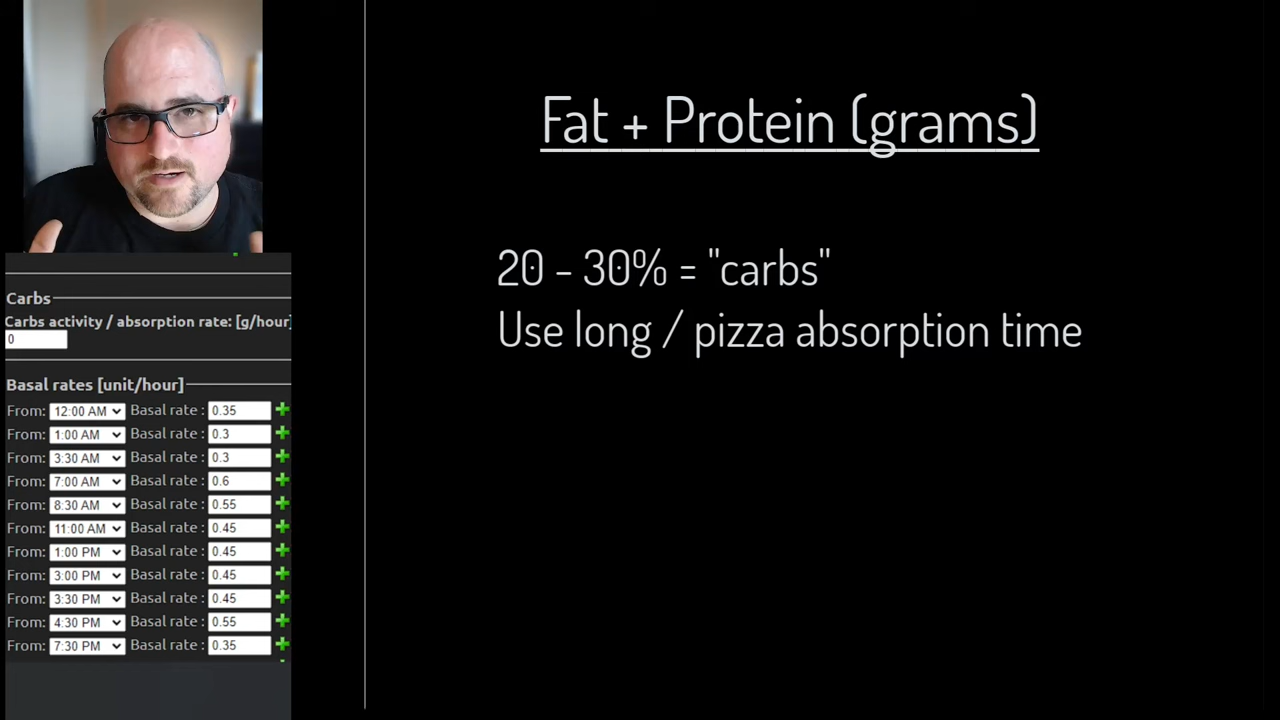 Fat + Protein (grams)
20 - 30% = "carbs"
Use long / pizza absorption time
Carbs
Carbs activity / absorption rate: [g/hour]
0
Basal rates [unit/hour]
From: 12:00 AM Basal rate : 0.35
From: 1:00 AM Basal rate : 0.3
From: 3:30 AM Basal rate : 0.3
From: 7:00 AM Basal rate : 0.6
From: 8:30 AM Basal rate : 0.55
From: 11:00 AM Basal rate : 0.45
From: 1:00 PM Basal rate : 0.45
From: 3:00 PM Basal rate : 0.45
From: 3:30 PM Basal rate : 0.45
From: 4:30 PM Basal rate : 0.55
From: 7:30 PM Basal rate : 0.35